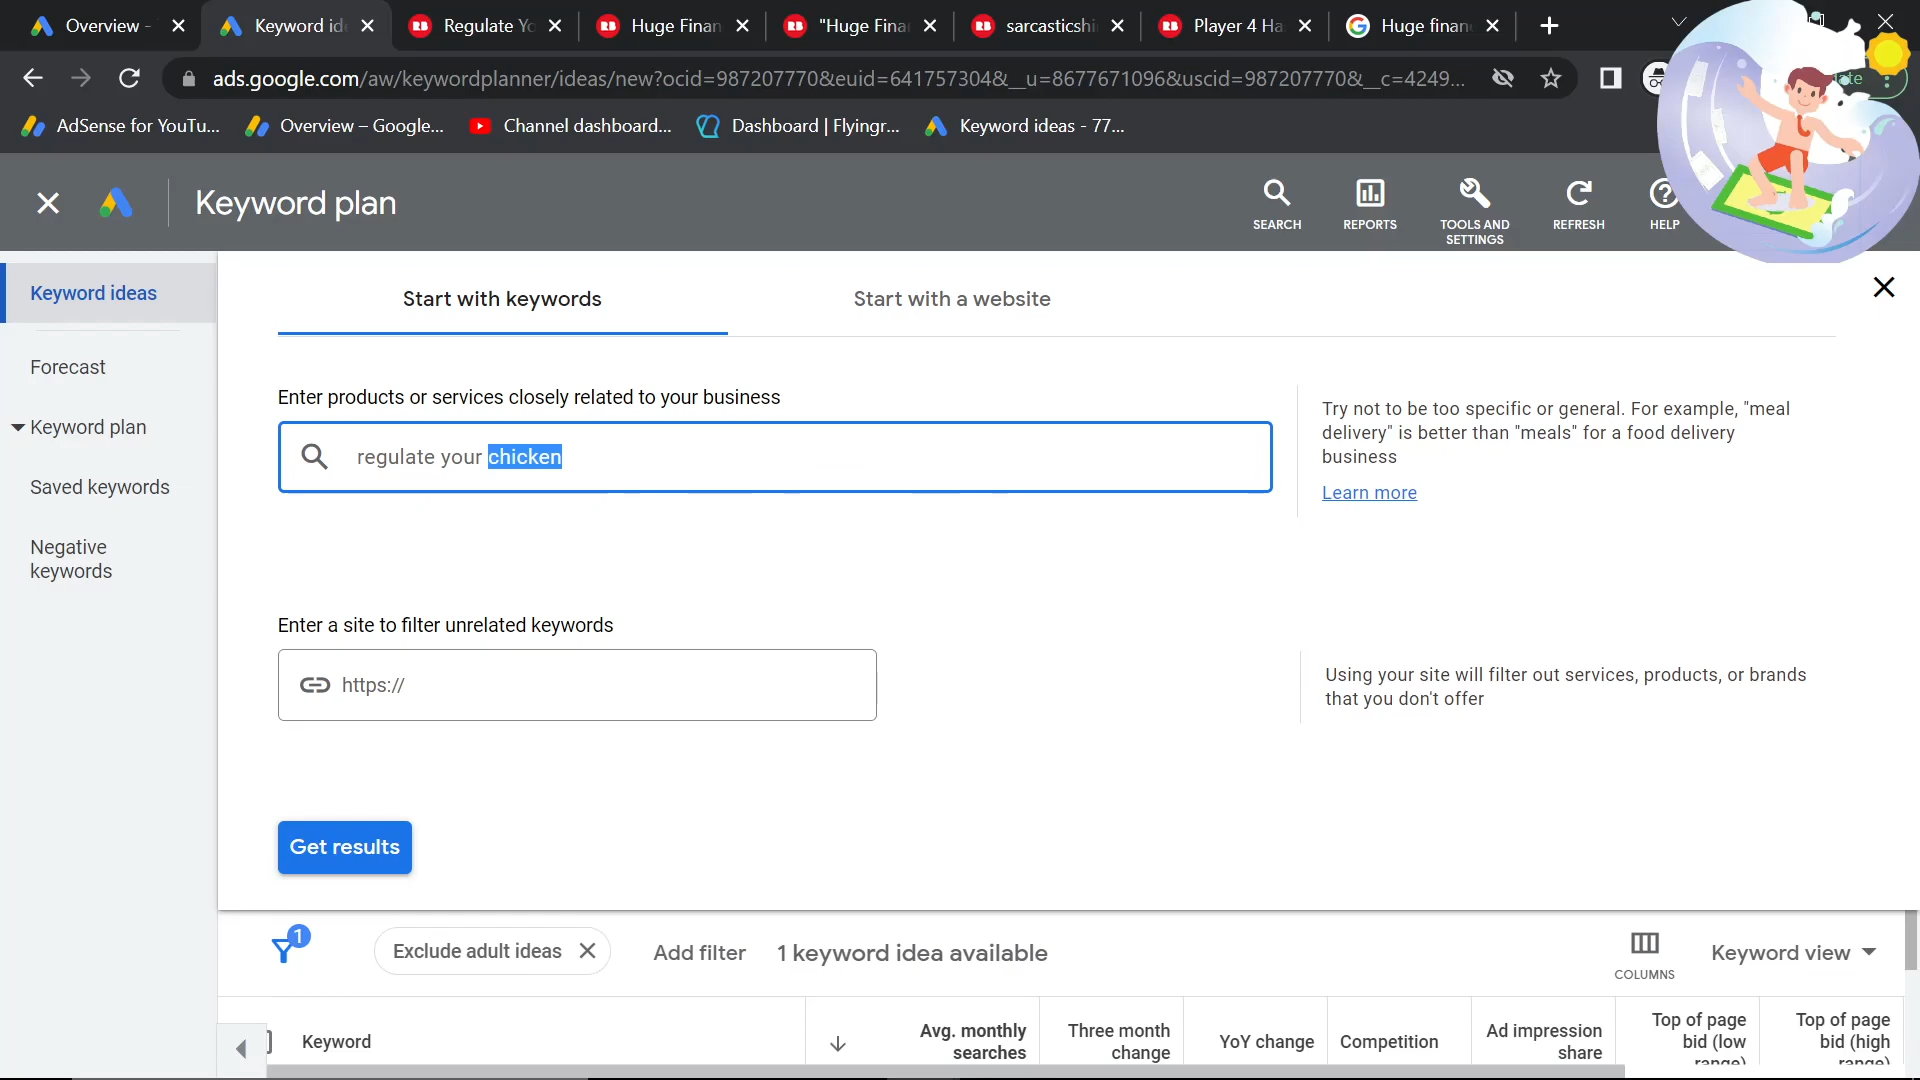 Overview -
Keyword id
Regulate Yo
Huge Finan
"Huge Fina
sarcasticshi
Player 4 Ha
Huge finan
ads.google.com/aw/keywordplanner/ideas/new?ocid=987207770&euid=641757304&__u=8677671096&uscid=987207770&__c=4249...
AdSense for YouTu...
Overview – Google...
Channel dashboard...
Dashboard | Flyingr...
Keyword ideas - 77...
Keyword plan
SEARCH
REPORTS
TOOLS AND
SETTINGS
REFRESH
HELP
Keyword ideas
Forecast
Keyword plan
Saved keywords
Negative
keywords
Start with keywords
Start with a website
Enter products or services closely related to your business
regulate your chicken
Try not to be too specific or general. For example, "meal
delivery" is better than "meals" for a food delivery
business
Learn more
Enter a site to filter unrelated keywords
https://
Using your site will filter out services, products, or brands
that you don't offer
Get results
1
Exclude adult ideas
Add filter
1 keyword idea available
COLUMNS
Keyword view
Keyword
Avg. monthly
searches
Three month
change
YoY change
Competition
Ad impression
share
Top of page
bid (low
range)
Top of page
bid (high
range)